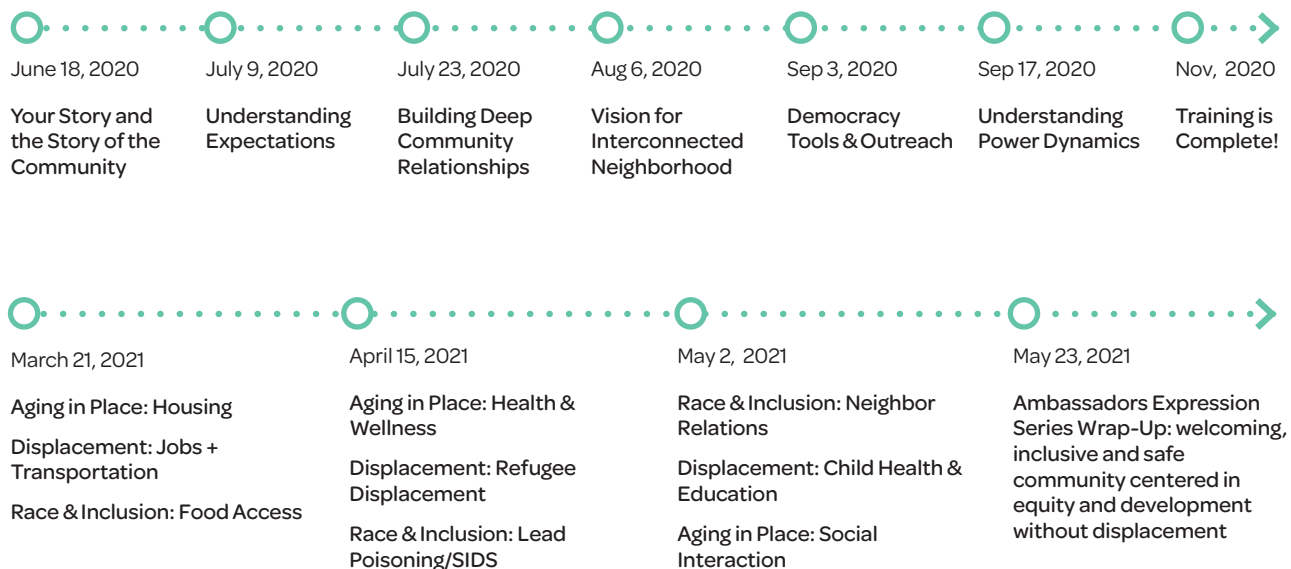 June 18, 2020
Your Story and
the Story of the
Community
July 9, 2020
Understanding
Expectations
July 23, 2020
Building Deep
Community
Relationships
Aug 6, 2020
Vision for
Interconnected
Neighborhood
Sep 3, 2020
Democracy
Tools & Outreach
Sep 17, 2020
Understanding
Power Dynamics
Nov, 2020
Training is
Complete!
March 21, 2021
Aging in Place: Housing
Displacement: Jobs +
Transportation
Race & Inclusion: Food Access
April 15, 2021
Aging in Place: Health &
Wellness
Displacement: Refugee
Displacement
Race & Inclusion: Lead
Poisoning/SIDS
May 2, 2021
Race & Inclusion: Neighbor
Relations
Displacement: Child Health &
Education
Aging in Place: Social
Interaction
May 23, 2021
Ambassadors Expression
Series Wrap-Up: welcoming,
inclusive and safe
community centered in
equity and development
without displacement